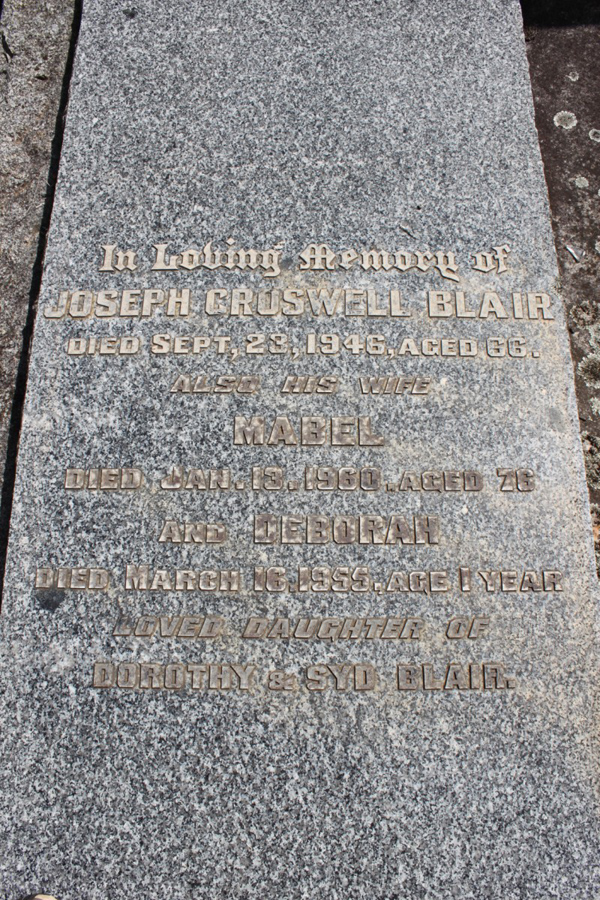 In Loving Memory of
JOSEPH GROSWELL BLAIR
DIED SEPT, 23, 1946, AGED 66.
ALSO HIS WIFE
MABEL
DIED JAN. 13. 1960. AGED 76
AND DEBORAH
DIED MARCH 16. 1955. AGE 1 YEAR
LOVED DAUGHTER OF
DOROTHY & SYD BLAIR.